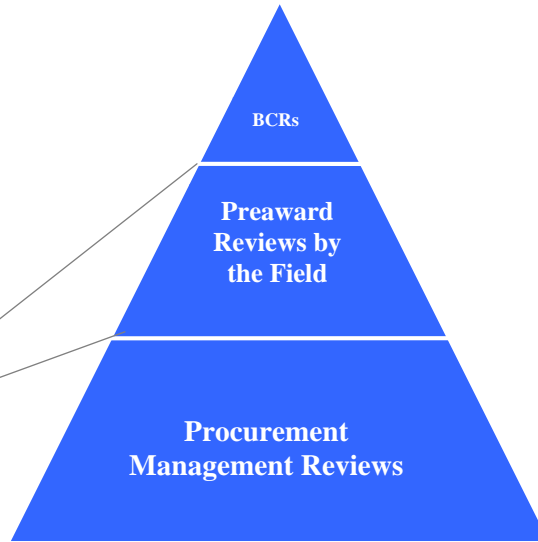 BCRs
Preaward
Reviews by
the Field
Procurement
Management Reviews